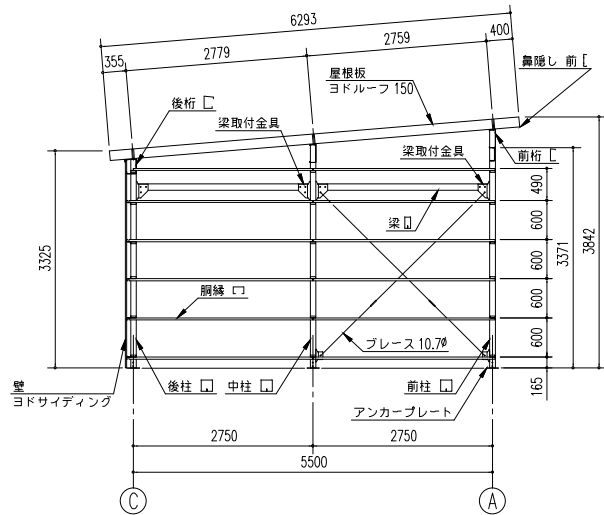 6293
355
2779
2759
400
屋根板
ヨドルーフ 150
鼻隠し 前
後桁
梁取付金具
梁取付金具
前桁
490
梁
600
600
3325
3371
3842
胴縁
600
ブレース 10.7φ
600
壁
ヨドサイディング
後柱
中柱
前柱
165
アンカープレート
2750
2750
5500
C
A